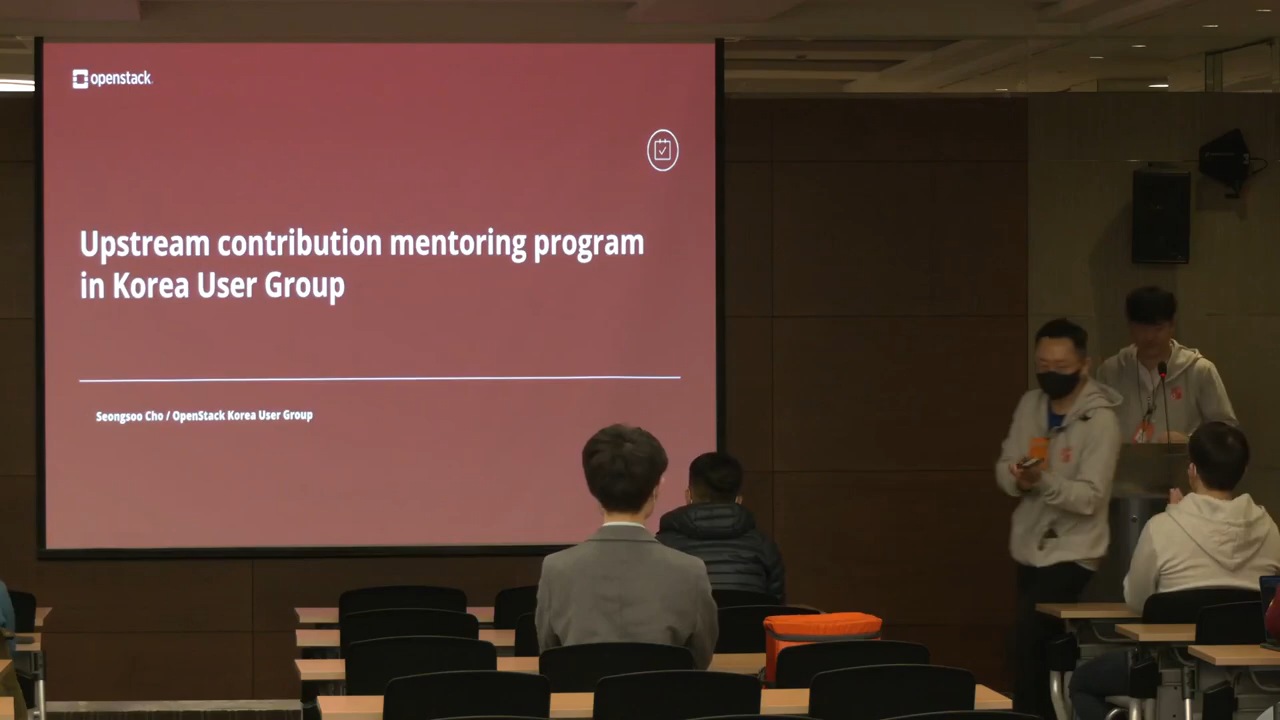 openstack.
Upstream contribution mentoring program
in Korea User Group
Seongsoo Cho / OpenStack Korea User Group